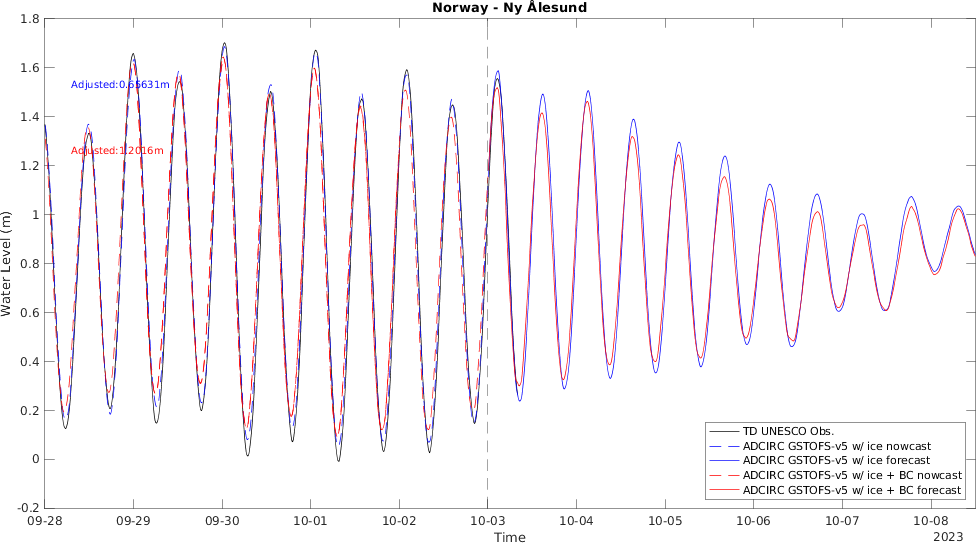 Norway - Ny Ålesund
1.8
1.6
1.4
1.2
1
0.8
0.6
0.4
0.2
0
-0.2
Water Level (m)
Adjusted:0.66631m
Adjusted:1.2016m
TD UNESCO Obs.
ADCIRC GSTOFS-v5 w/ ice nowcast
ADCIRC GSTOFS-v5 w/ ice forecast
ADCIRC GSTOFS-v5 w/ ice + BC nowcast
ADCIRC GSTOFS-v5 w/ ice + BC forecast
09-28 09-29 09-30 10-01 10-02 10-03 10-04 10-05 10-06 10-07 10-08
Time
2023